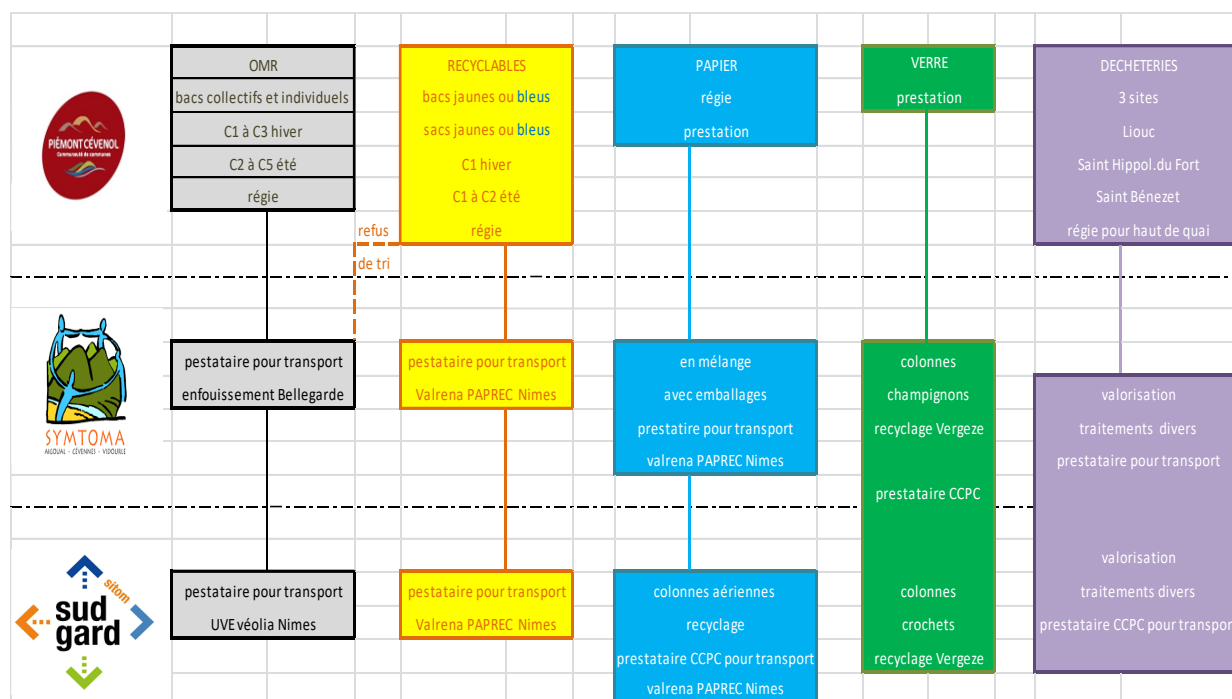 PIÉMONT CÉVENOL
Communauté de communes
OMR
bacs collectifs et individuels
C1 à C3 hiver
C2 à C5 été
régie
RECYCLABLES
bacs jaunes ou bleus
sacs jaunes ou bleus
C1 hiver
C1 à C2 été
régie
refus
de tri
PAPIER
régie
prestation
VERRE
prestation
DECHETERIES
3 sites
Liouc
Saint Hippol.du Fort
Saint Bénezet
régie pour haut de quai
SYMTOMA
AIGOUAL - CÉVENNES - VIDOURLE
pestataire pour transport
enfouissement Bellegarde
pestataire pour transport
Valrena PAPREC Nimes
en mélange
avec emballages
prestatire pour transport
valrena PAPREC Nimes
colonnes
champignons
recyclage Vergeze
prestataire CCPC
valorisation
traitements divers
prestataire pour transport
sitom
sud
gard
pestataire pour transport
UVE véolia Nimes
pestataire pour transport
Valrena PAPREC Nimes
colonnes aériennes
recyclage
prestataire CCPC pour transport
valrena PAPREC Nimes
colonnes
crochets
recyclage Vergeze
valorisation
traitements divers
prestataire CCPC pour transpor